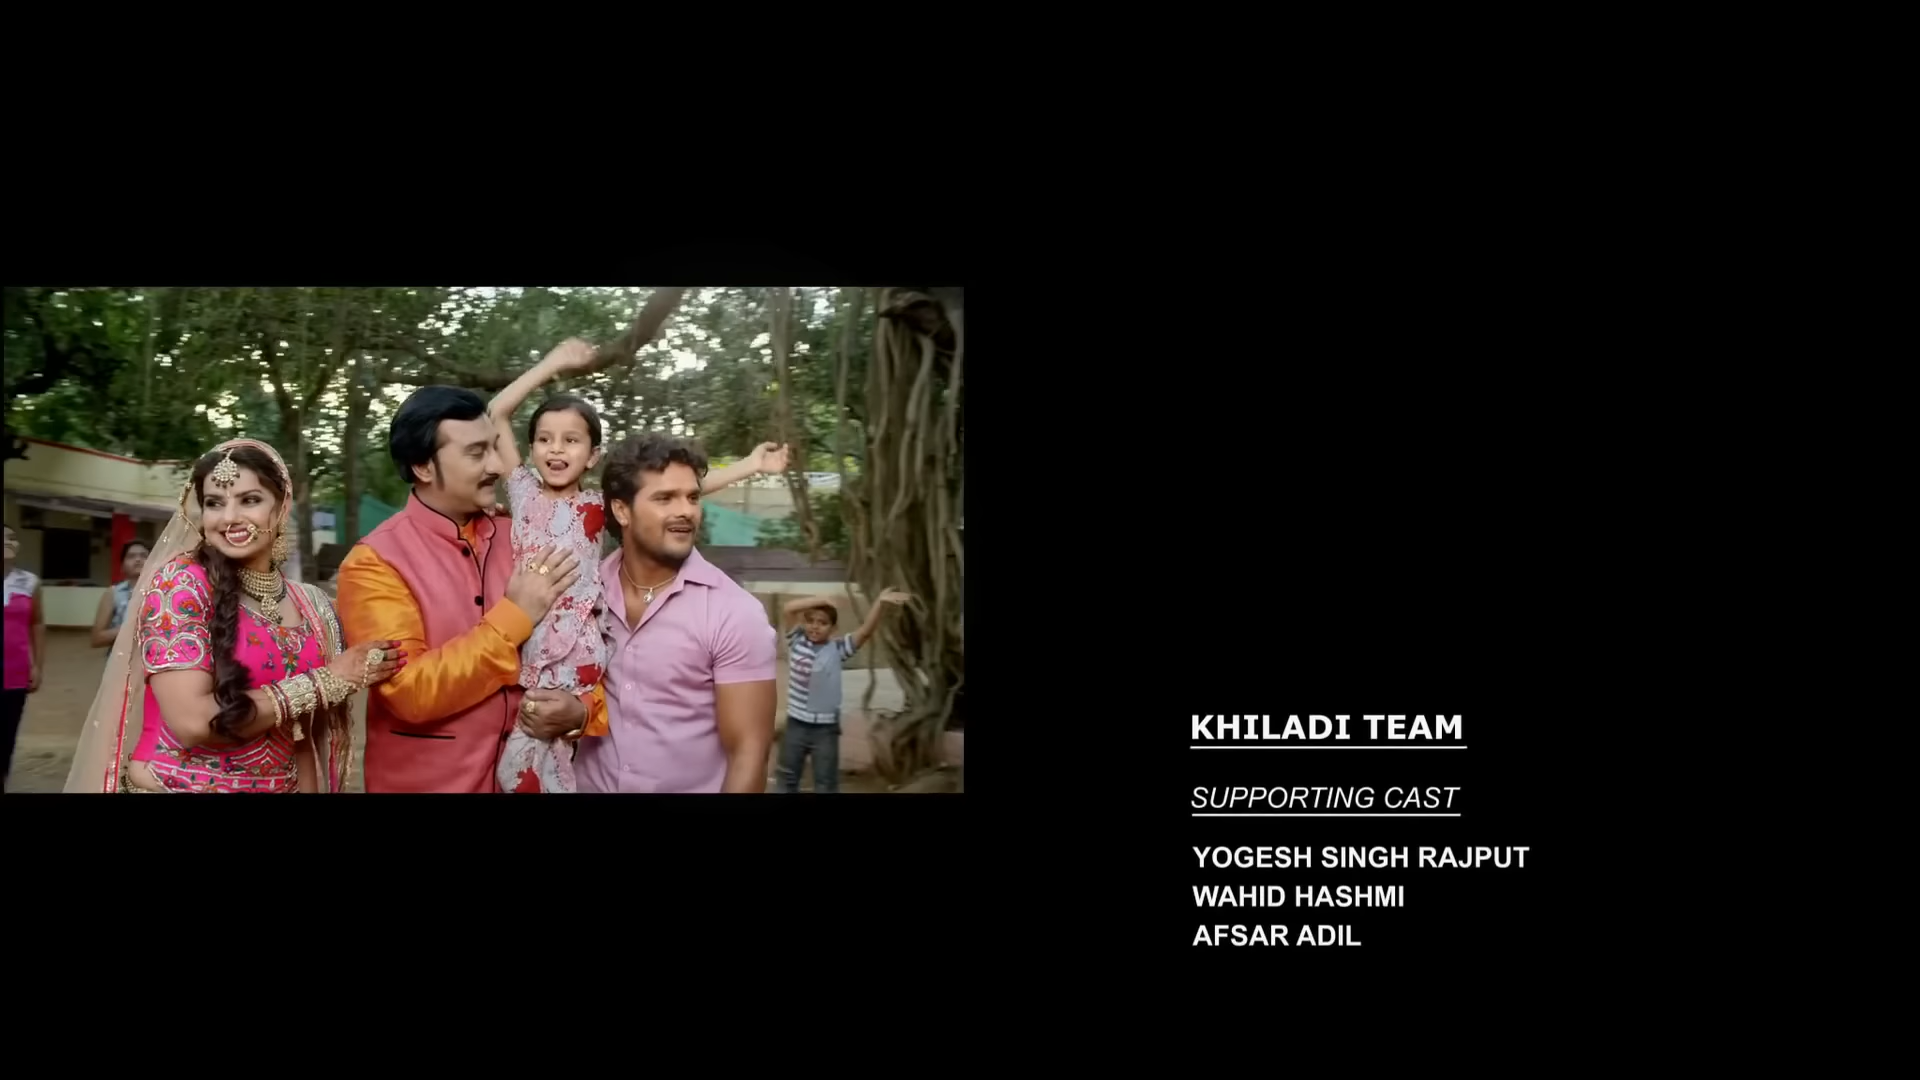 KHILADI TEAM
SUPPORTING CAST
YOGESH SINGH RAJPUT
WAHID HASHMI
AFSAR ADIL